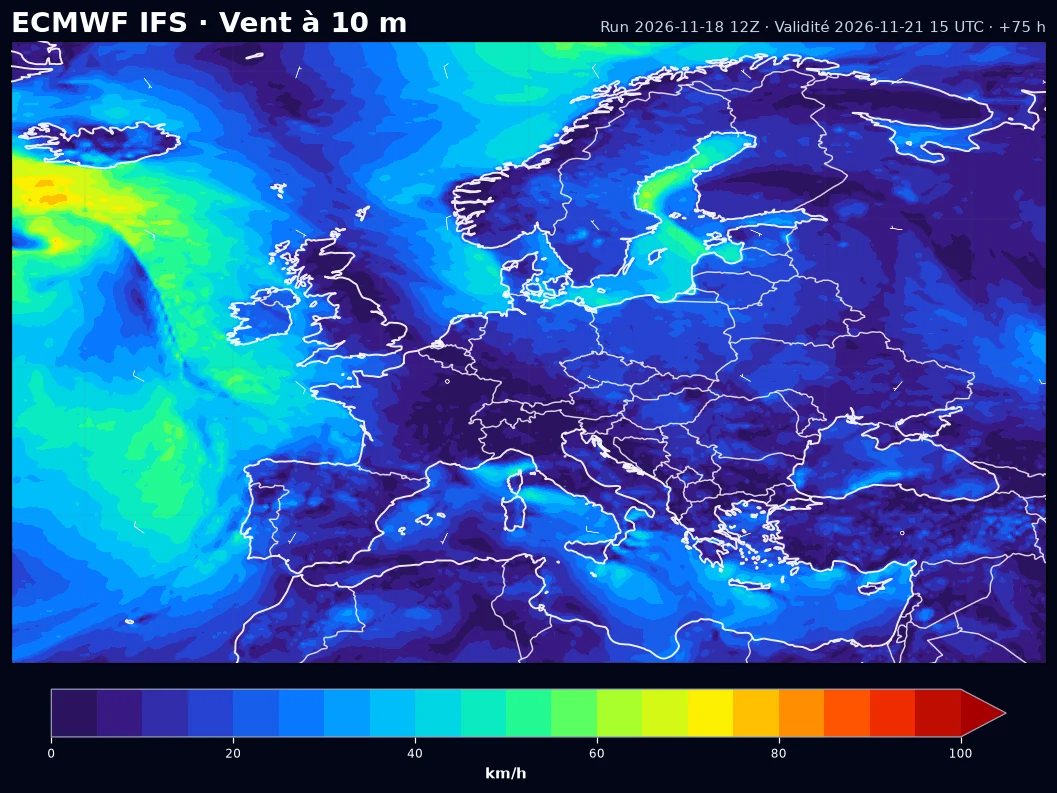 ECMWF IFS · Vent à 10 m
Run 2026-11-18 12Z · Validité 2026-11-21 15 UTC · +75 h
0 20 40 60 80 100
km/h